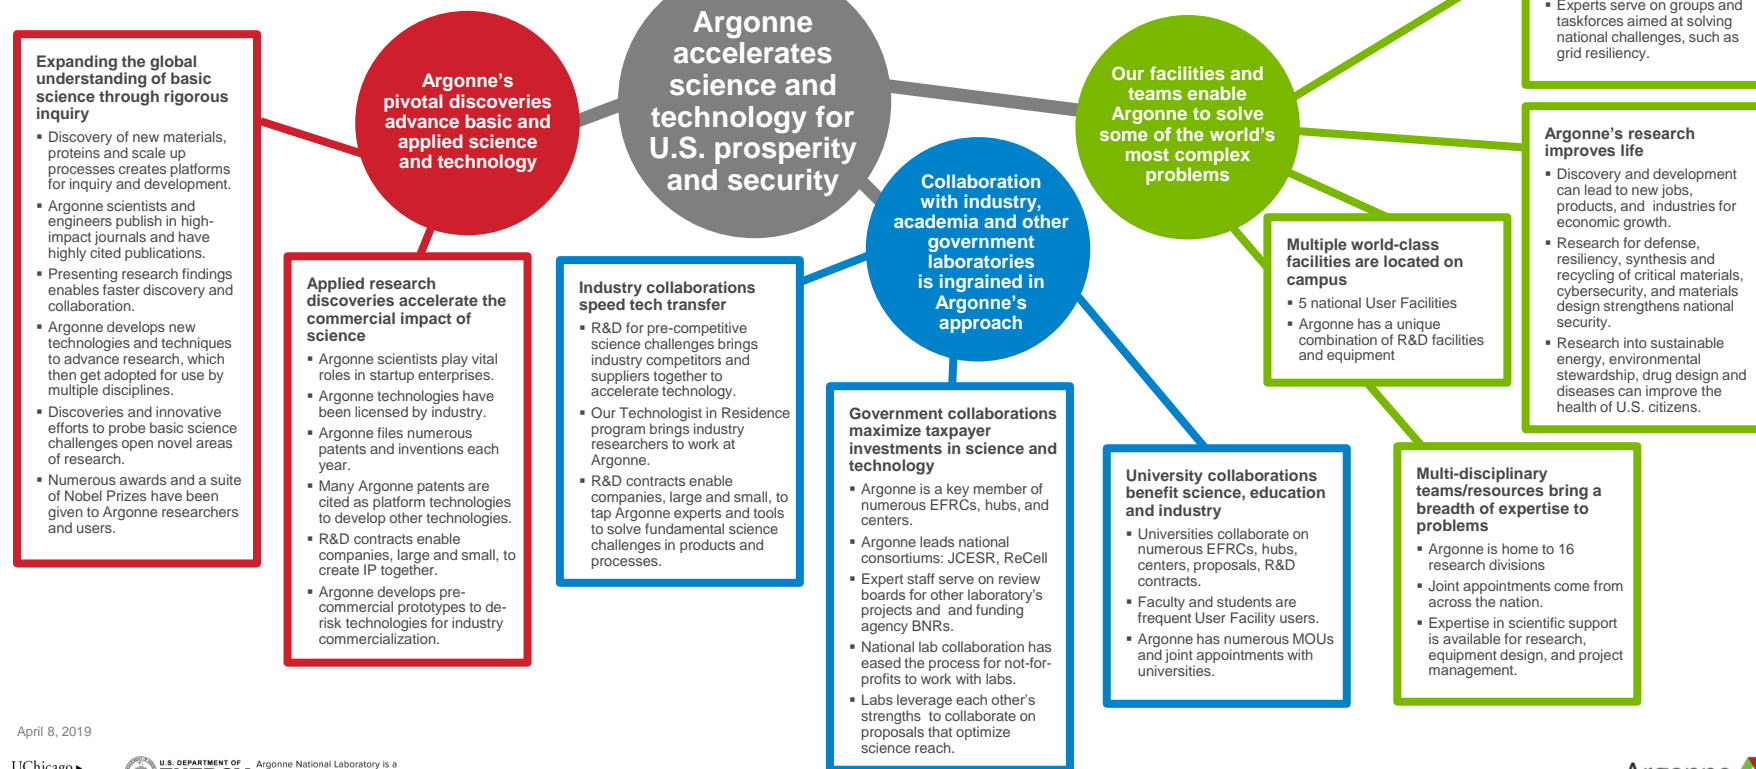 Argonne
accelerates
science and
technology for
U.S. prosperity
and security
Argonne's
pivotal discoveries
advance basic and
applied science
and technology
Expanding the global
understanding of basic
science through rigorous
inquiry
▪ Discovery of new materials,
proteins and scale up
processes creates platforms
for inquiry and development.
▪ Argonne scientists and
engineers publish in high-
impact journals and have
highly cited publications.
▪ Presenting research findings
enables faster discovery and
collaboration.
▪ Argonne develops new
technologies and techniques
to advance research, which
then get adopted for use by
multiple disciplines.
▪ Discoveries and innovative
efforts to probe basic science
challenges open novel areas
of research.
▪ Numerous awards and a suite
of Nobel Prizes have been
given to Argonne researchers
and users.
Applied research
discoveries accelerate the
commercial impact of
science
▪ Argonne scientists play vital
roles in startup enterprises.
▪ Argonne technologies have
been licensed by industry.
▪ Argonne files numerous
patents and inventions each
year.
▪ Many Argonne patents are
cited as platform technologies
to develop other technologies.
▪ R&D contracts enable
companies, large and small, to
create IP together.
▪ Argonne develops pre-
commercial prototypes to de-
risk technologies for industry
commercialization.
Collaboration
with industry,
academia and other
government
laboratories
is ingrained in
Argonne's
approach
Industry collaborations
speed tech transfer
▪ R&D for pre-competitive
science challenges brings
industry competitors and
suppliers together to
accelerate technology.
▪ Our Technologist in Residence
program brings industry
researchers to work at
Argonne.
▪ R&D contracts enable
companies, large and small, to
tap Argonne experts and tools
to solve fundamental science
challenges in products and
processes.
Government collaborations
maximize taxpayer
investments in science and
technology
▪ Argonne is a key member of
numerous EFRCs, hubs, and
centers.
▪ Argonne leads national
consortiums: JCESR, ReCell
▪ Expert staff serve on review
boards for other laboratory's
projects and and funding
agency BNRs.
▪ National lab collaboration has
eased the process for not-for-
profits to work with labs.
▪ Labs leverage each other's
strengths to collaborate on
proposals that optimize
science reach.
University collaborations
benefit science, education
and industry
▪ Universities collaborate on
numerous EFRCs, hubs,
centers, proposals, R&D
contracts.
▪ Faculty and students are
frequent User Facility users.
▪ Argonne has numerous MOUs
and joint appointments with
universities.
Our facilities and
teams enable
Argonne to solve
some of the world's
most complex
problems
▪ Experts serve on groups and
taskforces aimed at solving
national challenges, such as
grid resiliency.
Argonne's research
improves life
▪ Discovery and development
can lead to new jobs,
products, and industries for
economic growth.
▪ Research for defense,
resiliency, synthesis and
recycling of critical materials,
cybersecurity, and materials
design strengthens national
security.
▪ Research into sustainable
energy, environmental
stewardship, drug design and
diseases can improve the
health of U.S. citizens.
Multiple world-class
facilities are located on
campus
▪ 5 national User Facilities
▪ Argonne has a unique
combination of R&D facilities
and equipment
Multi-disciplinary
teams/resources bring a
breadth of expertise to
problems
▪ Argonne is home to 16
research divisions
▪ Joint appointments come from
across the nation.
▪ Expertise in scientific support
is available for research,
equipment design, and project
management.
April 8, 2019
UChicago
U.S. DEPARTMENT OF
Argonne National Laboratory is a